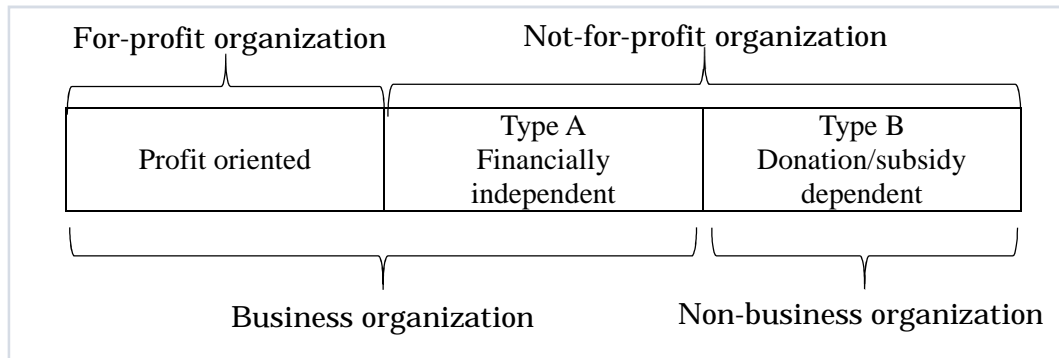 For-profit organization
Not-for-profit organization
Profit oriented
Type A
Financially
independent
Type B
Donation/subsidy
dependent
Business organization
Non-business organization